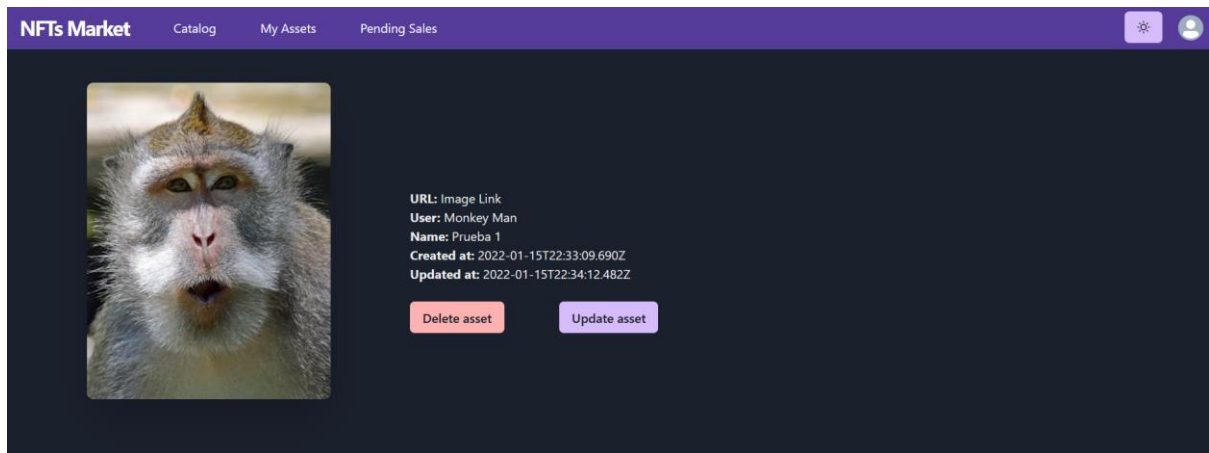 NFTs Market Catalog My Assets Pending Sales
URL: Image Link
User: Monkey Man
Name: Prueba 1
Created at: 2022-01-15T22:33:09.690Z
Updated at: 2022-01-15T22:34:12.482Z
Delete asset Update asset